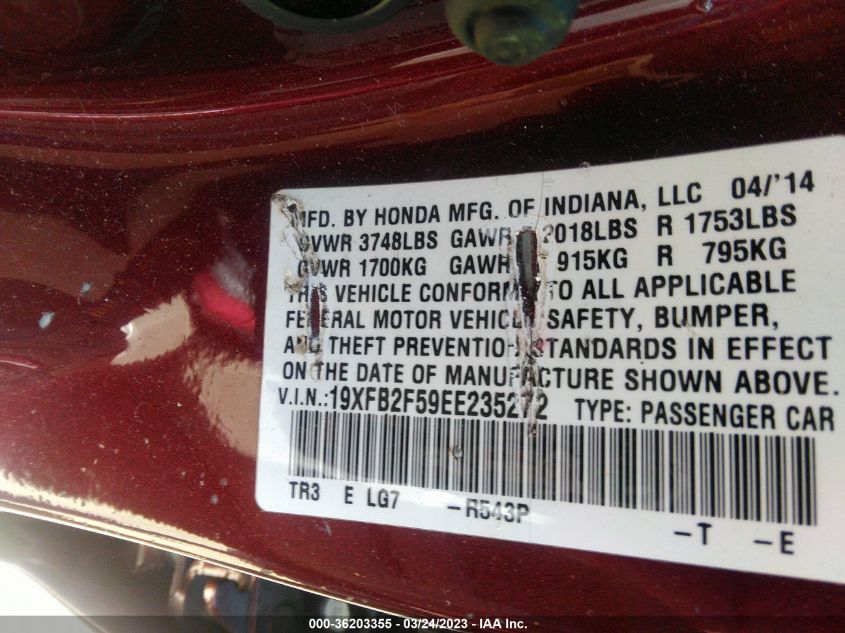 MFD. BY HONDA MFG. OF INDIANA, LLC 04/'14
GVWR 3748LBS GAWR 2018LBS R 1753LBS
GVWR 1700KG GAWR 915KG R 795KG
THIS VEHICLE CONFORMS TO ALL APPLICABLE
FEDERAL MOTOR VEHICLE SAFETY, BUMPER,
AND THEFT PREVENTION STANDARDS IN EFFECT
ON THE DATE OF MANUFACTURE SHOWN ABOVE.
V.I.N.:19XFB2F59EE235272 TYPE: PASSENGER CAR
TR3 E LG7 -R543P -T -E
000-36203355 - 03/24/2023 - IAA Inc.